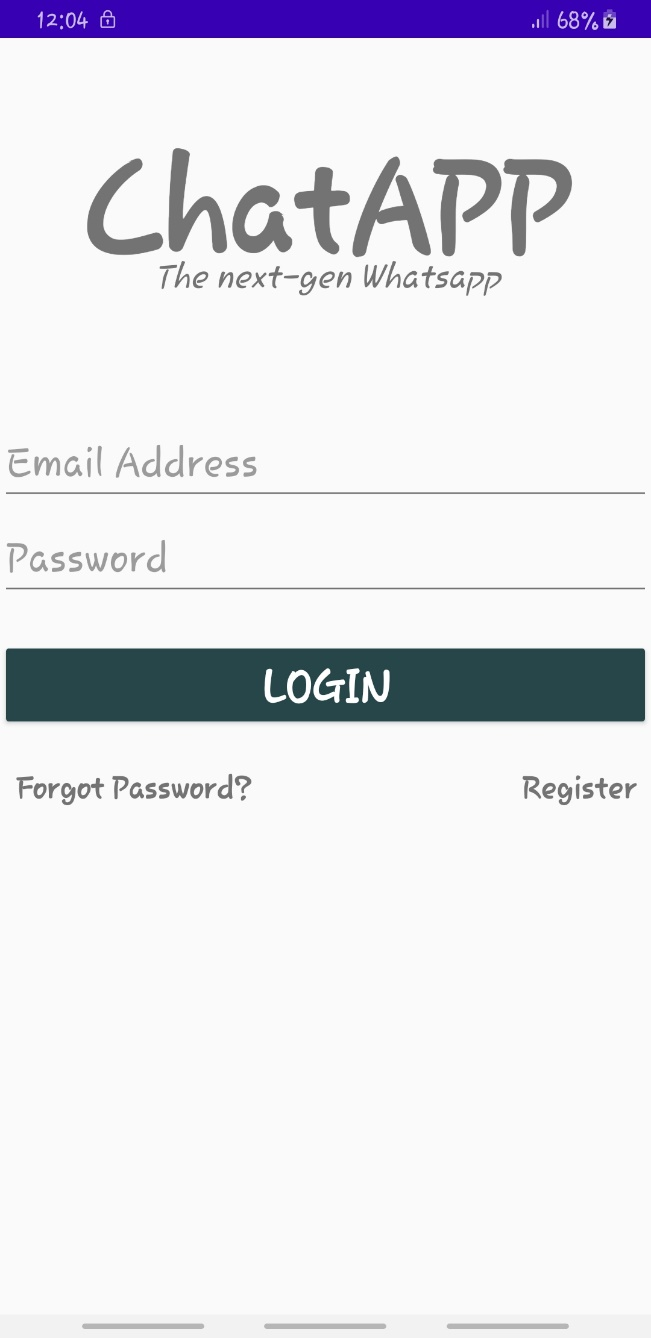 12:04 68%
ChatAPP
The next-gen Whatsapp
Email Address
Password
LOGIN
Forgot Password? Register